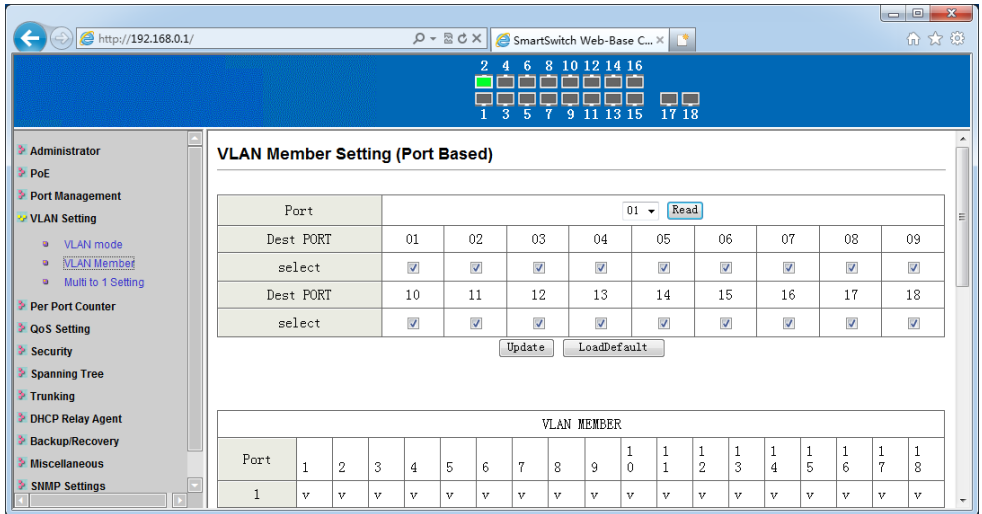 http://192.168.0.1/
SmartSwitch Web-Base C...
2 4 6 8 10 12 14 16
1 3 5 7 9 11 13 15 17 18
Administrator
PoE
Port Management
VLAN Setting
VLAN mode
VLAN Member
Multi to 1 Setting
Per Port Counter
QoS Setting
Security
Spanning Tree
Trunking
DHCP Relay Agent
Backup/Recovery
Miscellaneous
SNMP Settings
VLAN Member Setting (Port Based)
Port 01 Read
Dest PORT 01 02 03 04 05 06 07 08 09
select
Dest PORT 10 11 12 13 14 15 16 17 18
select
Update LoadDefault
VLAN MEMBER
Port 1 2 3 4 5 6 7 8 9 10 11 12 13 14 15 16 17 18
1 v v v v v v v v v v v v v v v v v v